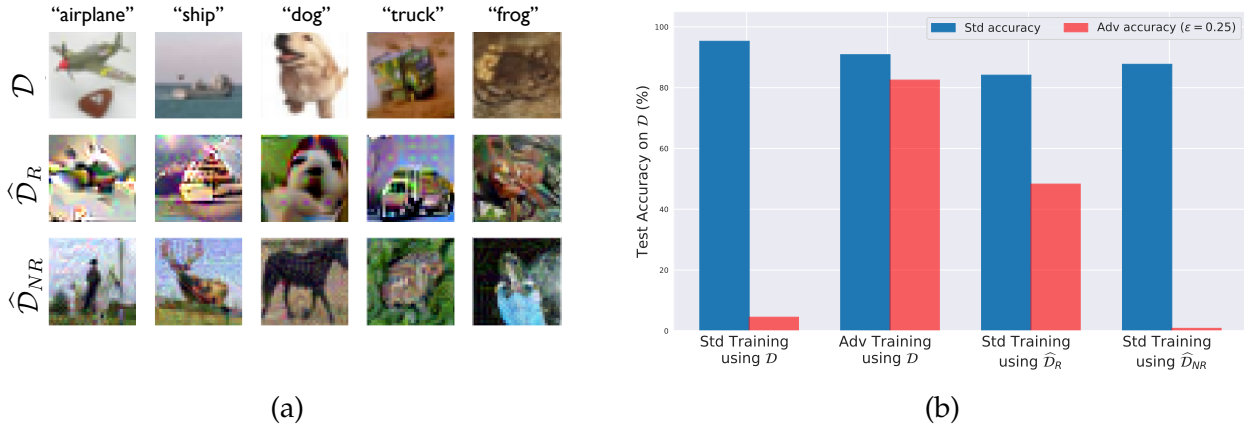 “airplane” “ship” “dog” “truck” “frog”
𝒟
𝒟̂_R
𝒟̂_NR
(a)
Std accuracy Adv accuracy (ε = 0.25)
Test Accuracy on 𝒟 (%)
100
80
60
40
20
0
Std Training using 𝒟
Adv Training using 𝒟
Std Training using 𝒟̂_R
Std Training using 𝒟̂_NR
(b)